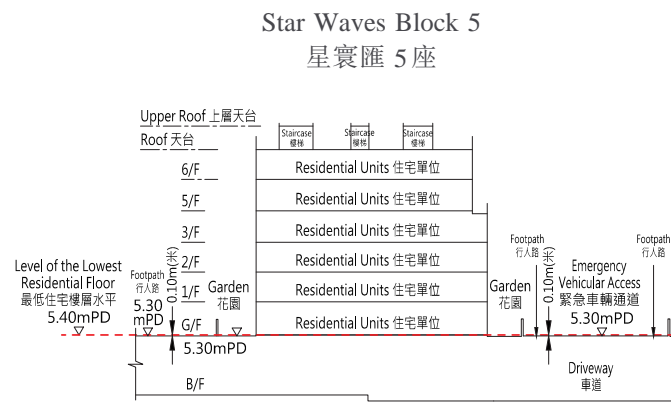 Star Waves Block 5
星寰匯 5座
Upper Roof 上層天台
Roof 天台
Staircase
樓梯
Staircase
樓梯
Staircase
樓梯
6/F
Residential Units 住宅單位
5/F
Residential Units 住宅單位
3/F
Residential Units 住宅單位
2/F
Residential Units 住宅單位
1/F
Residential Units 住宅單位
G/F
Residential Units 住宅單位
Level of the Lowest
Residential Floor
最低住宅樓層水平
5.40mPD
Footpath
行人路
5.30
mPD
0.10m(米)
Garden
花園
5.30mPD
Garden
花園
Footpath
行人路
0.10m(米)
Emergency
Vehicular Access
緊急車輛通道
5.30mPD
Footpath
行人路
Driveway
車道
B/F